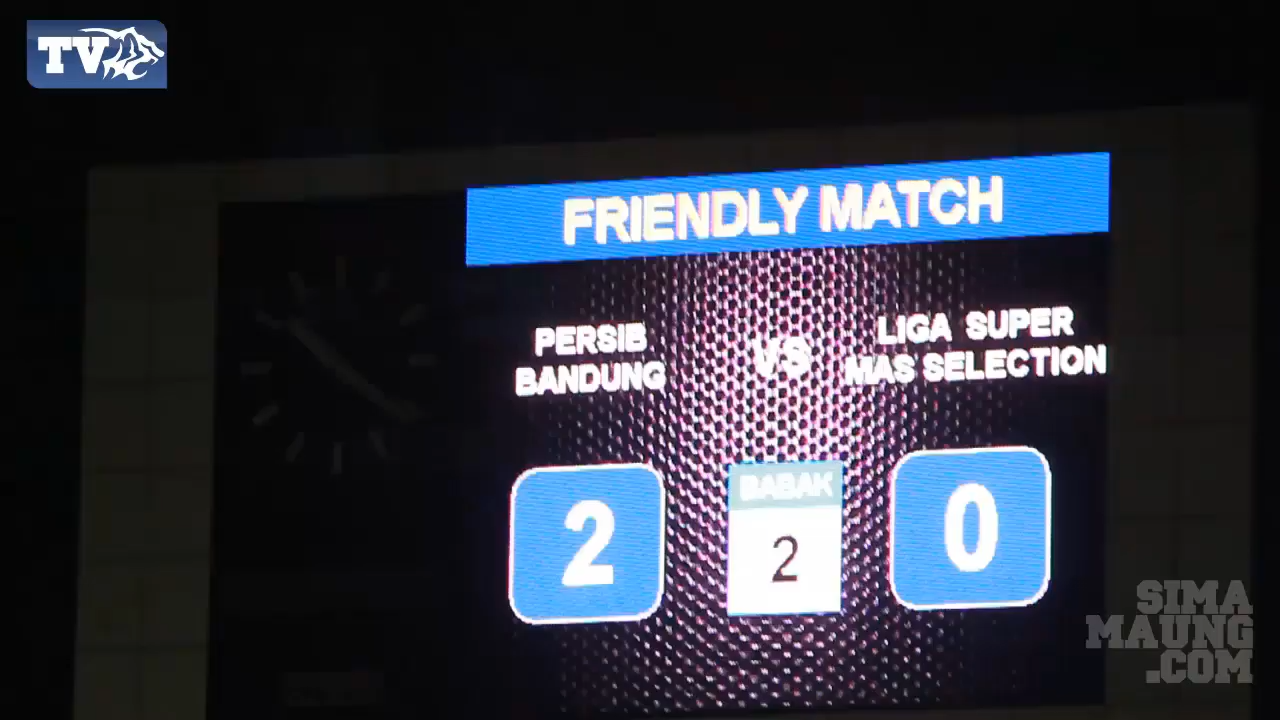 TV
FRIENDLY MATCH
PERSIB
BANDUNG
VS
LIGA SUPER
MAS SELECTION
2
BABAK
2
0
SIMA
MAUNG
.COM